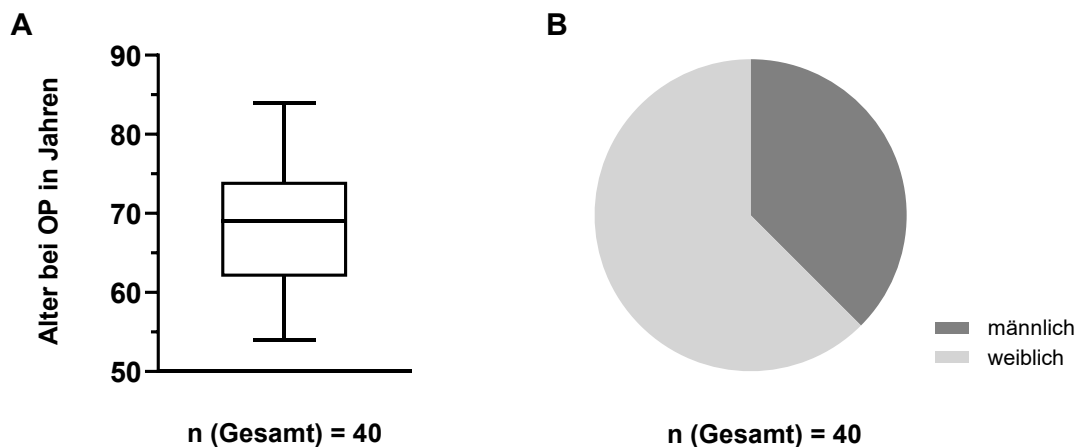 A
Alter bei OP in Jahren
90
80
70
60
50
n (Gesamt) = 40
B
männlich
weiblich
n (Gesamt) = 40